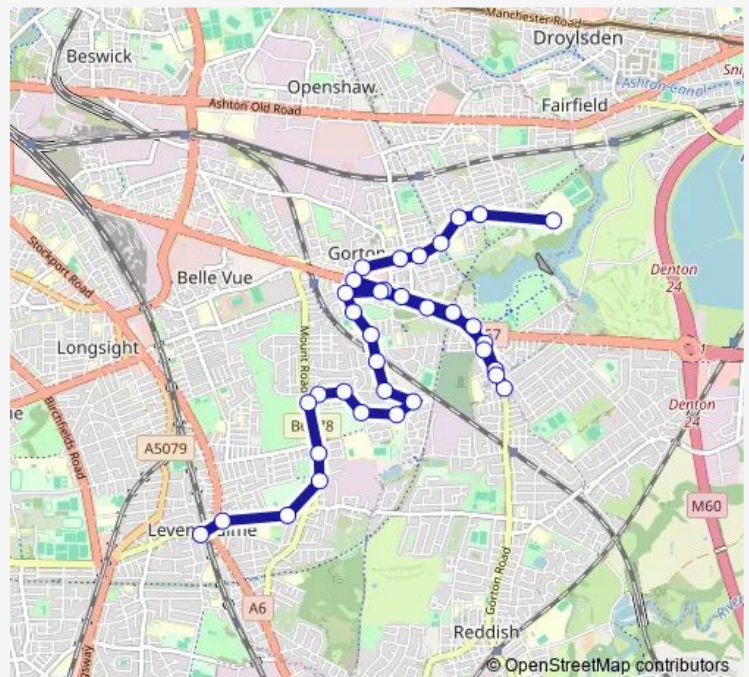 Manchester Road
Droylsden
Beswick
Openshaw
Ashton Canal
Ashton Old Road
Fairfield
Stockport Road
Gorton
Belle Vue
Denton
24
Mount Road
Longsight
1
Birchfields Road
Denton
24
A5079
M60
Gorton Road
A6
Reddish
© OpenStreetMap contributors